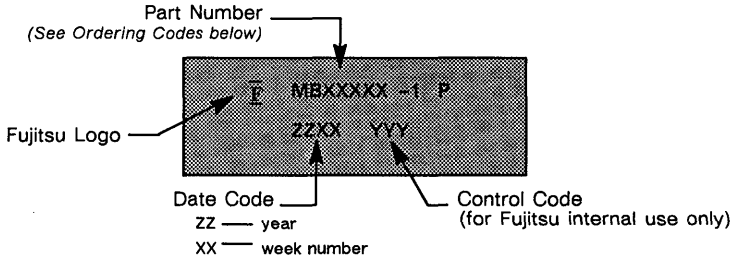 Part Number
(See Ordering Codes below)
F MBXXXXX -1 P
Fujitsu Logo
ZZXX YYY
Date Code
ZZ — year
XX — week number
Control Code
(for Fujitsu internal use only)